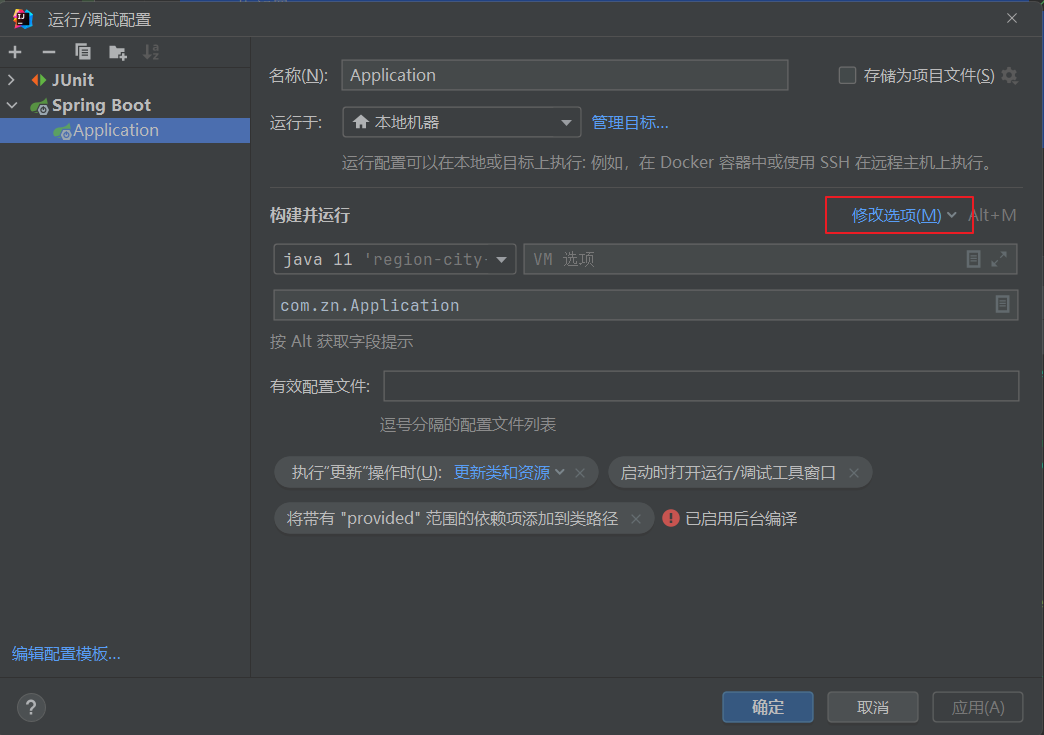 运行/调试配置
JUnit
Spring Boot
Application
编辑配置模板...
名称(N): Application 存储为项目文件(S)
运行于: 本地机器 管理目标...
运行配置可以在本地或目标上执行: 例如，在 Docker 容器中或使用 SSH 在远程主机上执行。
构建并运行 修改选项(M) Alt+M
java 11 'region-city- VM 选项
com.zn.Application
按 Alt 获取字段提示
有效配置文件:
逗号分隔的配置文件列表
执行“更新”操作时(U): 更新类和资源 启动时打开运行/调试工具窗口
将带有 "provided" 范围的依赖项添加到类路径 已启用后台编译
? 确定 取消 应用(A)